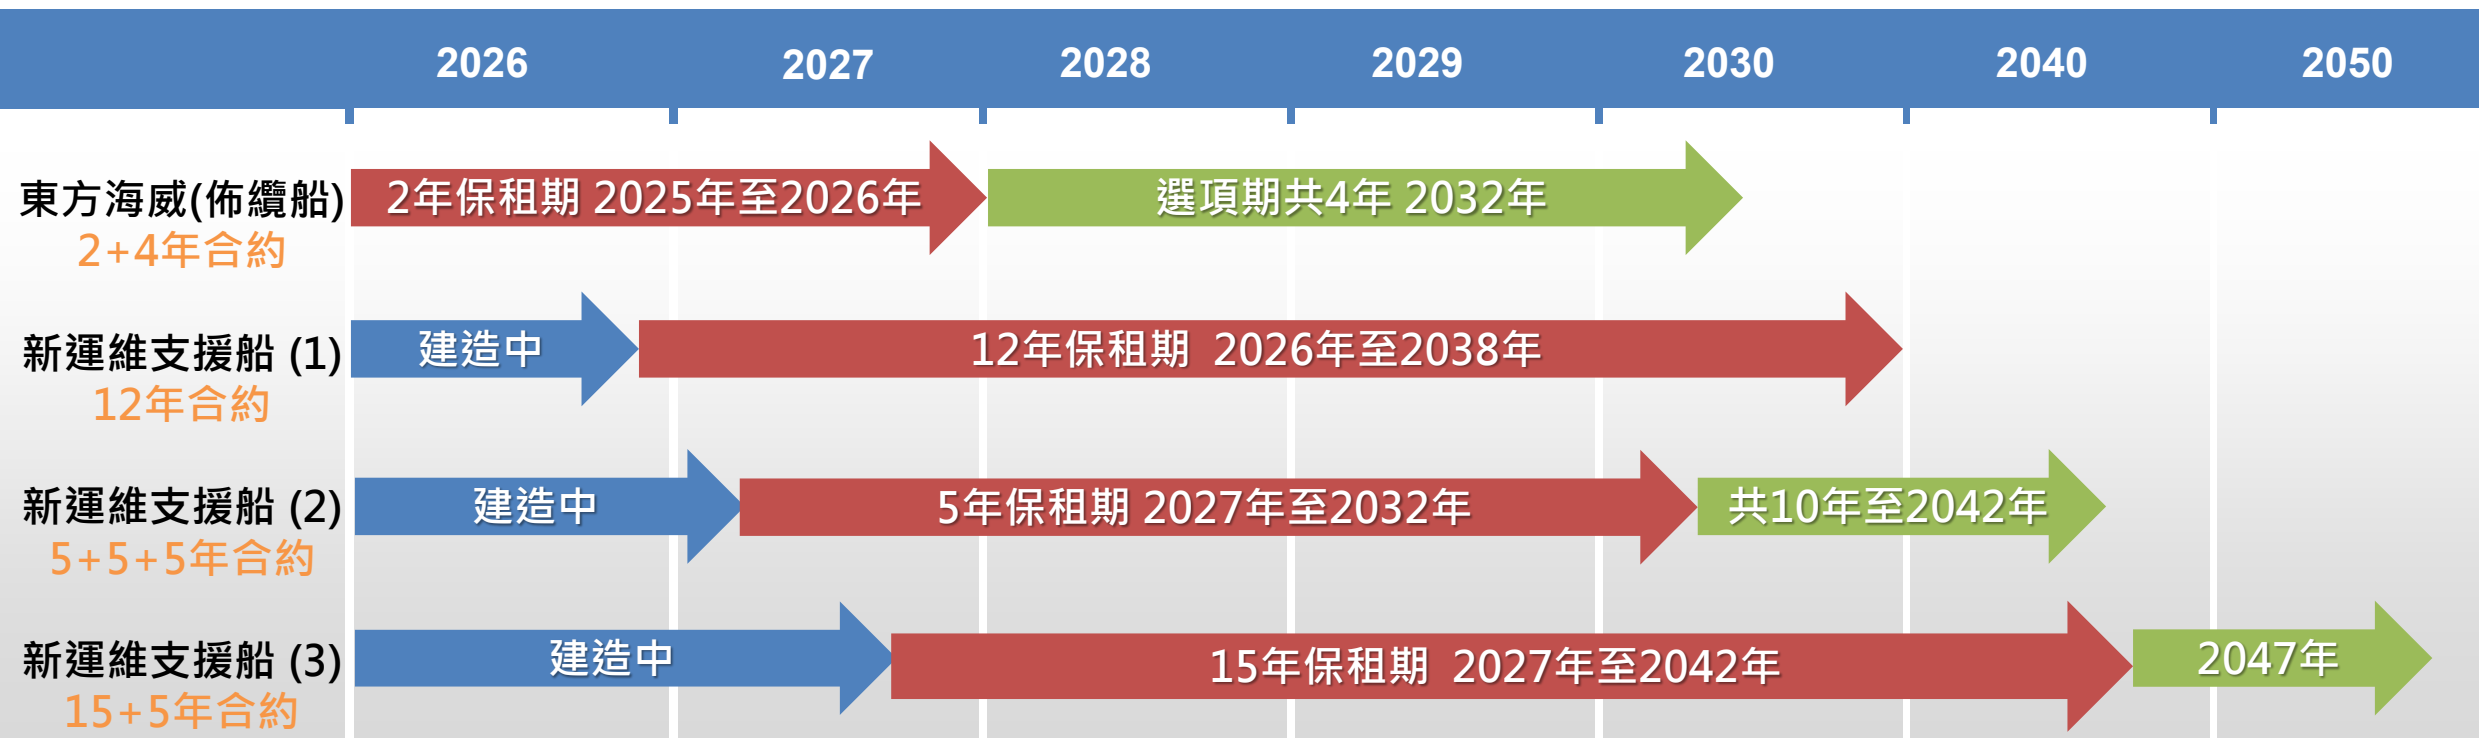 2026 2027 2028 2029 2030 2040 2050
東方海威(佈纜船)
2+4年合約
2年保租期 2025年至2026年
選項期共4年 2032年
新運維支援船 (1)
12年合約
建造中
12年保租期 2026年至2038年
新運維支援船 (2)
5+5+5年合約
建造中
5年保租期 2027年至2032年
共10年至2042年
新運維支援船 (3)
15+5年合約
建造中
15年保租期 2027年至2042年
2047年